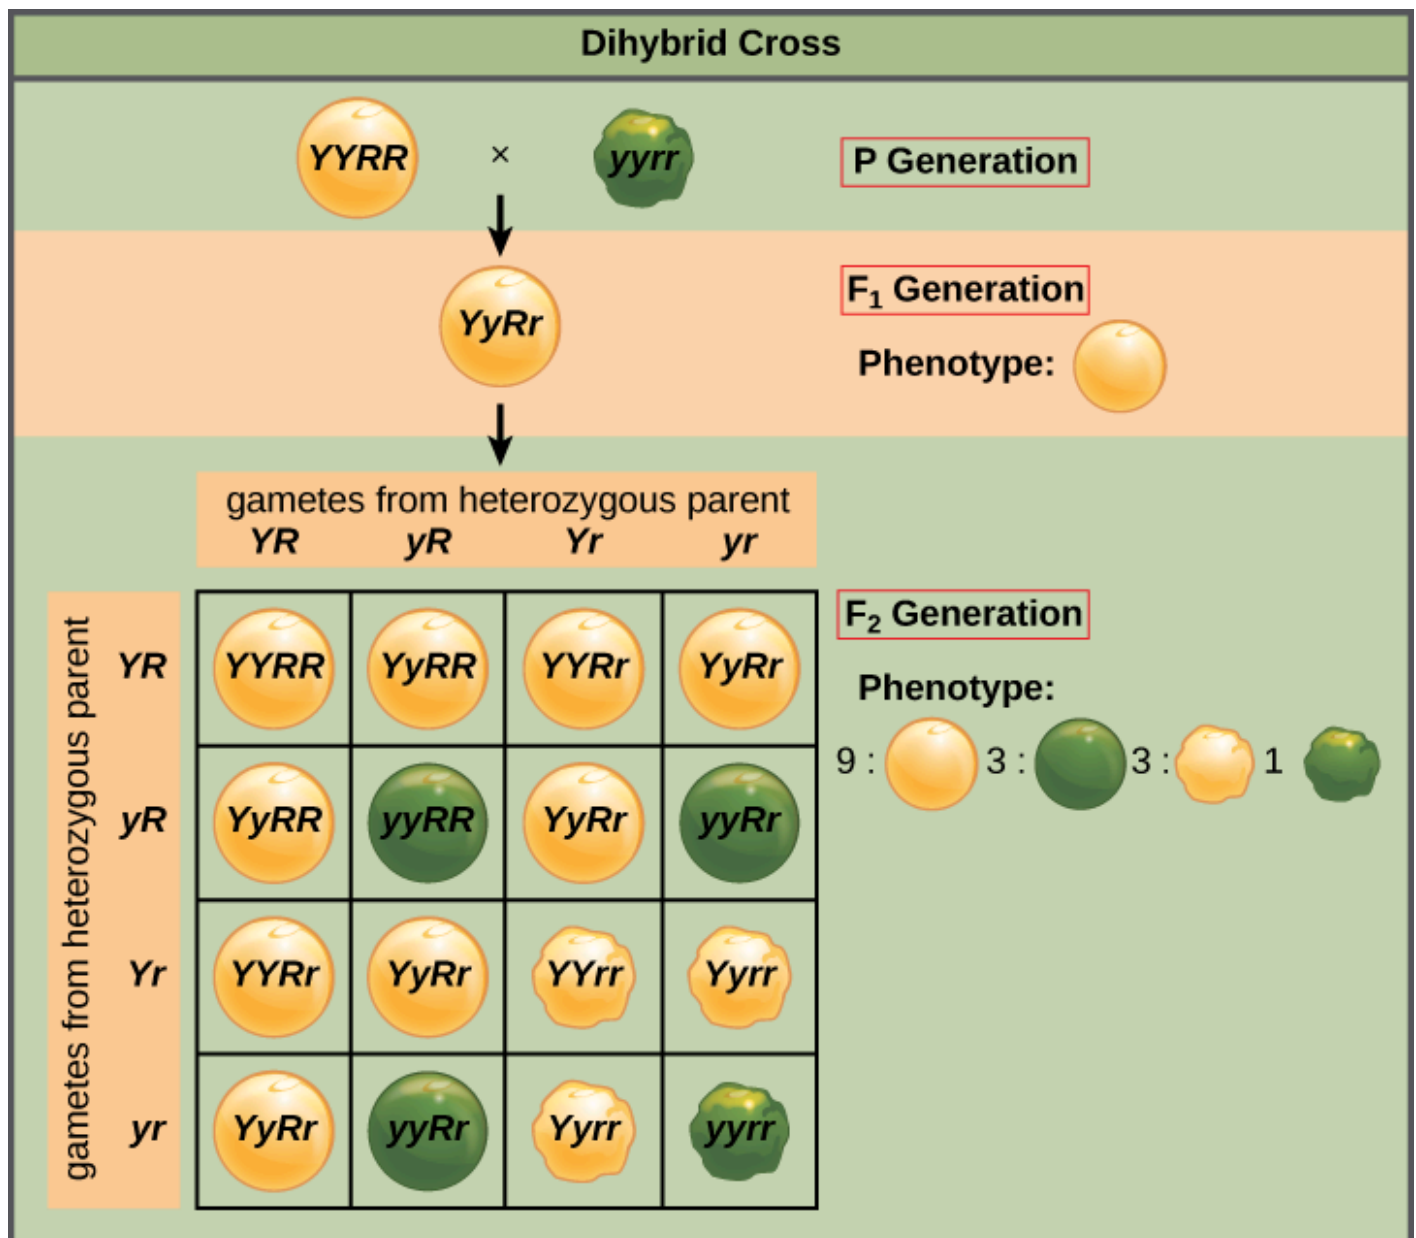 Dihybrid Cross
YYRR × yyrr
P Generation
YyRr
F₁ Generation
Phenotype:
gametes from heterozygous parent
YR yR Yr yr
gametes from heterozygous parent
YR YYRR YyRR YYRr YyRr
yR YyRR yyRR YyRr yyRr
Yr YYRr YyRr YYrr Yyrr
yr YyRr yyRr Yyrr yyrr
F₂ Generation
Phenotype:
9 : 3 : 3 : 1